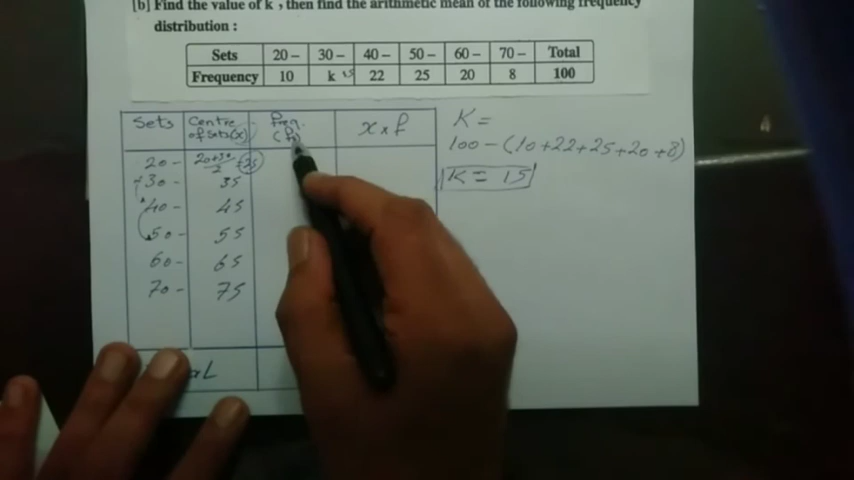 [b] Find the value of k , then find the arithmetic mean of the following frequency
distribution :
Sets 20 – 30 – 40 – 50 – 60 – 70 – Total
Frequency 10 k 15 22 25 20 8 100
Sets Centre of sets(x) freq. (f) x x f
20 - 20+30/2 = 25
30 - 35
40 - 45
50 - 55
60 - 65
70 - 75
K =
100 - (10+22+25+20+8)
K = 15